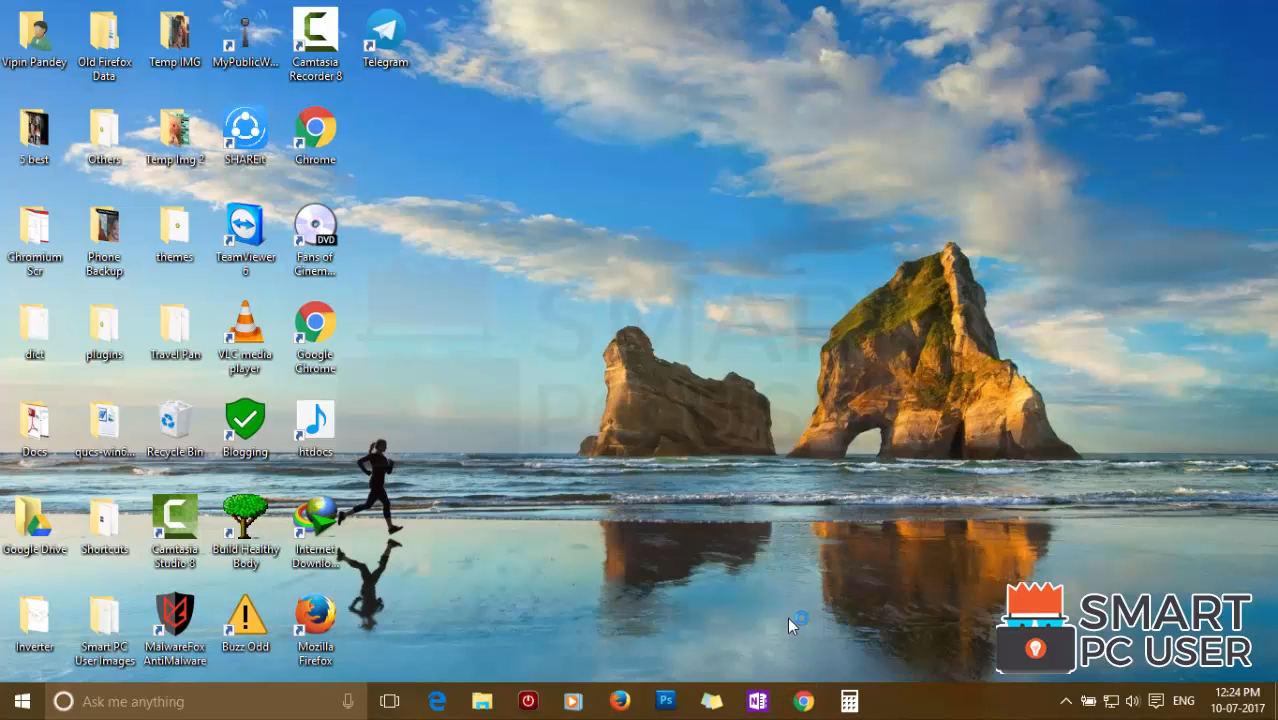 Vipin Pandey
Old Firefox
Data
Temp IMG
MyPublicW...
Camtasia
Recorder 8
Telegram
5 best
Others
Temp Img 2
SHAREit
Chrome
Chromium
Scr
Phone
Backup
themes
TeamViewer
6
DVD
Fans of
Cinem...
dict
plugins
Travel Pan
VLC media
player
Google
Chrome
Docs
qucs-win6...
Recycle Bin
Blogging
htdocs
Google Drive
Shortcuts
Camtasia
Studio 8
Build Healthy
Body
Internet
Downlo...
Inverter
Smart PC
User Images
MalwareFox
AntiMalware
Buzz Odd
Mozilla
Firefox
SMART
PC USER
Ask me anything
Ps
ENG
12:24 PM
10-07-2017